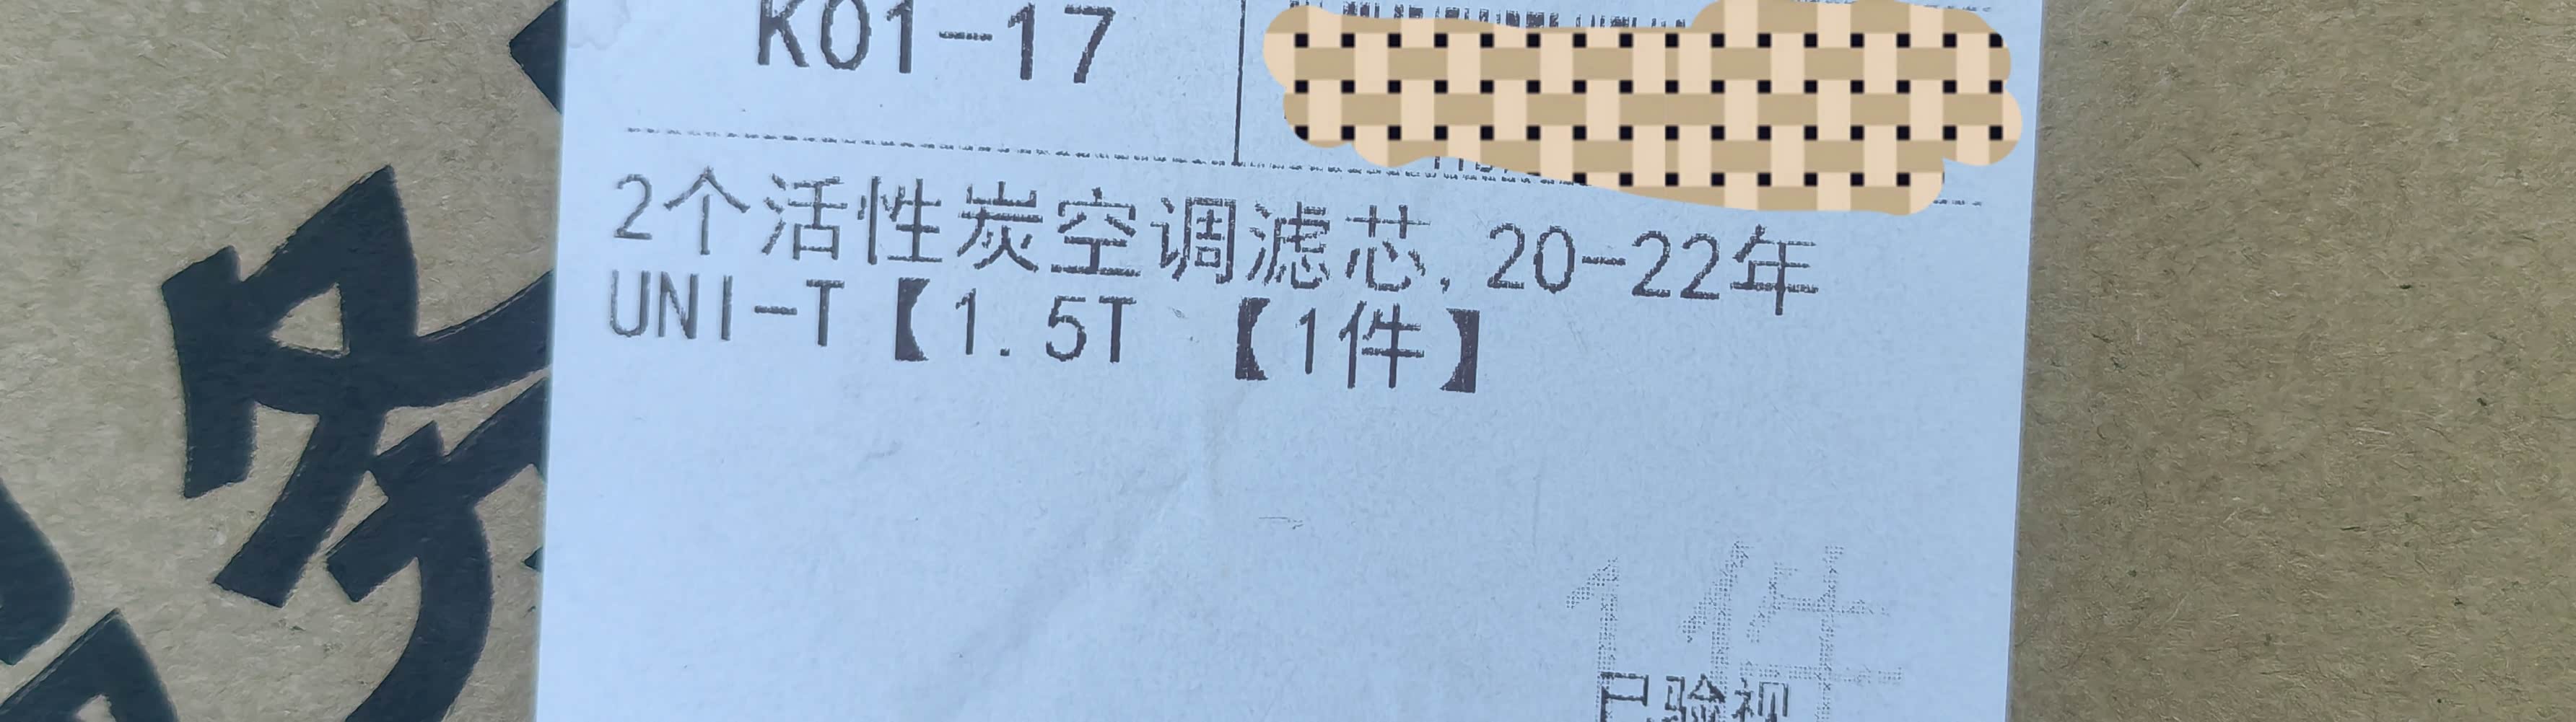 K01-17
2个活性炭空调滤芯,20-22年
UNI-T【1.5T 【1件】
1件
已验视